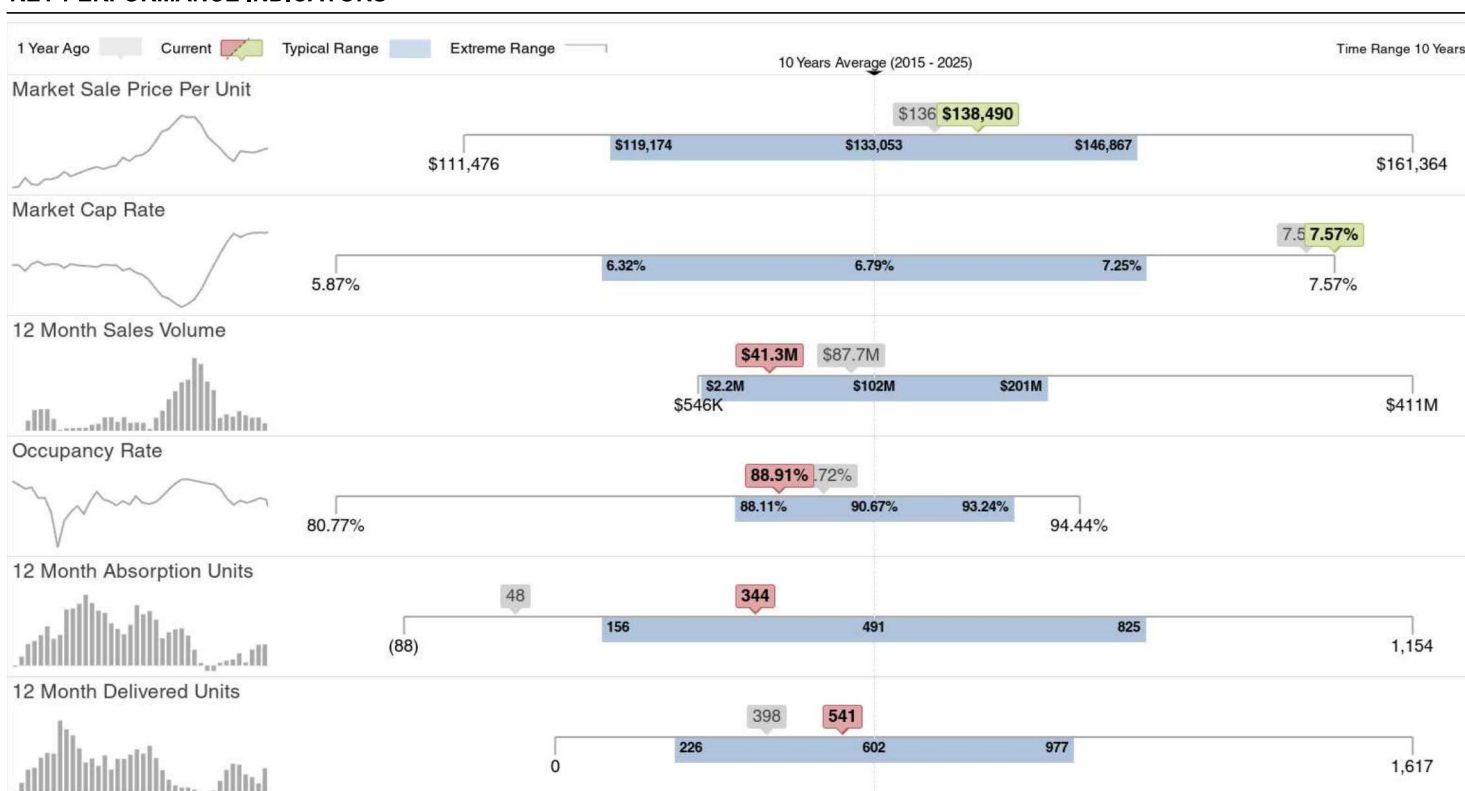 1 Year Ago Current Typical Range Extreme Range Time Range 10 Years
10 Years Average (2015 - 2025)
Market Sale Price Per Unit
$136 $138,490
$119,174 $133,053 $146,867
$111,476 $161,364
Market Cap Rate
7.5 7.57%
6.32% 6.79% 7.25%
5.87% 7.57%
12 Month Sales Volume
$41.3M $87.7M
$2.2M $102M $201M
$546K $411M
Occupancy Rate
88.91% .72%
88.11% 90.67% 93.24%
80.77% 94.44%
12 Month Absorption Units
48 344
156 491 825
(88) 1,154
12 Month Delivered Units
398 541
226 602 977
0 1,617